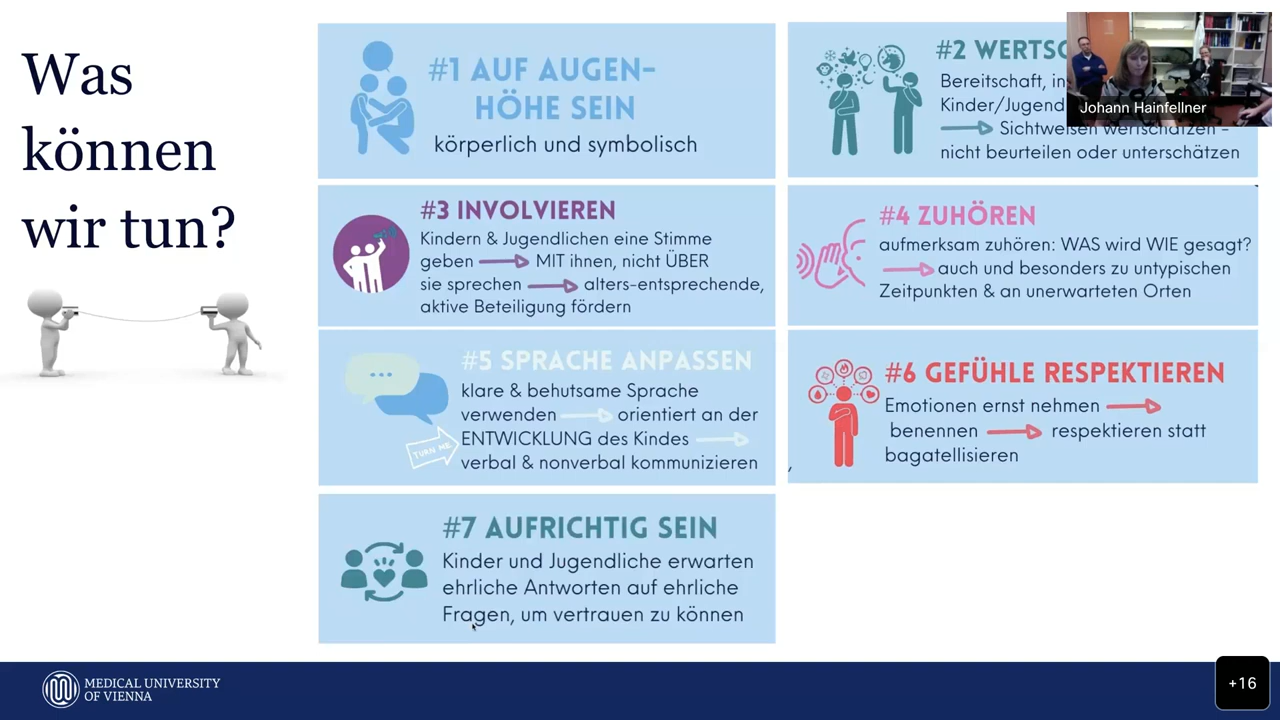 Was
können
wir tun?
#1 AUF AUGEN-
HÖHE SEIN
körperlich und symbolisch
#2 WERTSC
Bereitschaft, in
Kinder/Jugend
Sichtweisen wertschätzen -
nicht beurteilen oder unterschätzen
Johann Hainfellner
#3 INVOLVIEREN
Kindern & Jugendlichen eine Stimme
geben MIT ihnen, nicht ÜBER
sie sprechen alters-entsprechende,
aktive Beteiligung fördern
#4 ZUHÖREN
aufmerksam zuhören: WAS wird WIE gesagt?
auch und besonders zu untypischen
Zeitpunkten & an unerwarteten Orten
#5 SPRACHE ANPASSEN
klare & behutsame Sprache
verwenden orientiert an der
ENTWICKLUNG des Kindes
verbal & nonverbal kommunizieren
TURN ME
#6 GEFÜHLE RESPEKTIEREN
Emotionen ernst nehmen
benennen respektieren statt
bagatellisieren
#7 AUFRICHTIG SEIN
Kinder und Jugendliche erwarten
ehrliche Antworten auf ehrliche
Fragen, um vertrauen zu können
MEDICAL UNIVERSITY
OF VIENNA
+16